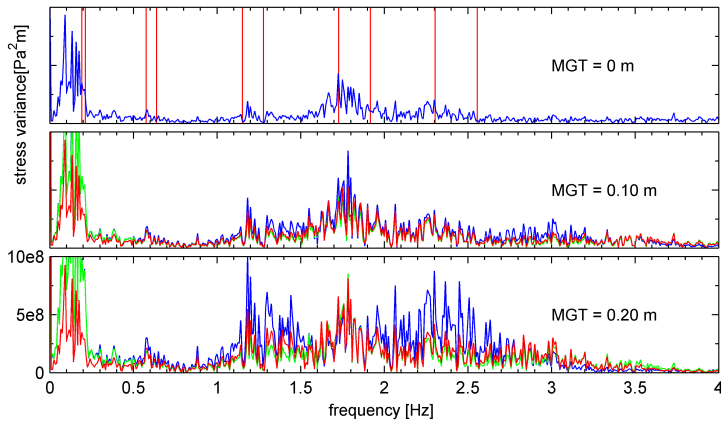 MGT = 0 m
stress variance[Pa²m]
MGT = 0.10 m
10e8
5e8
MGT = 0.20 m
0
0 0.5 1 1.5 2 2.5 3 3.5 4
frequency [Hz]